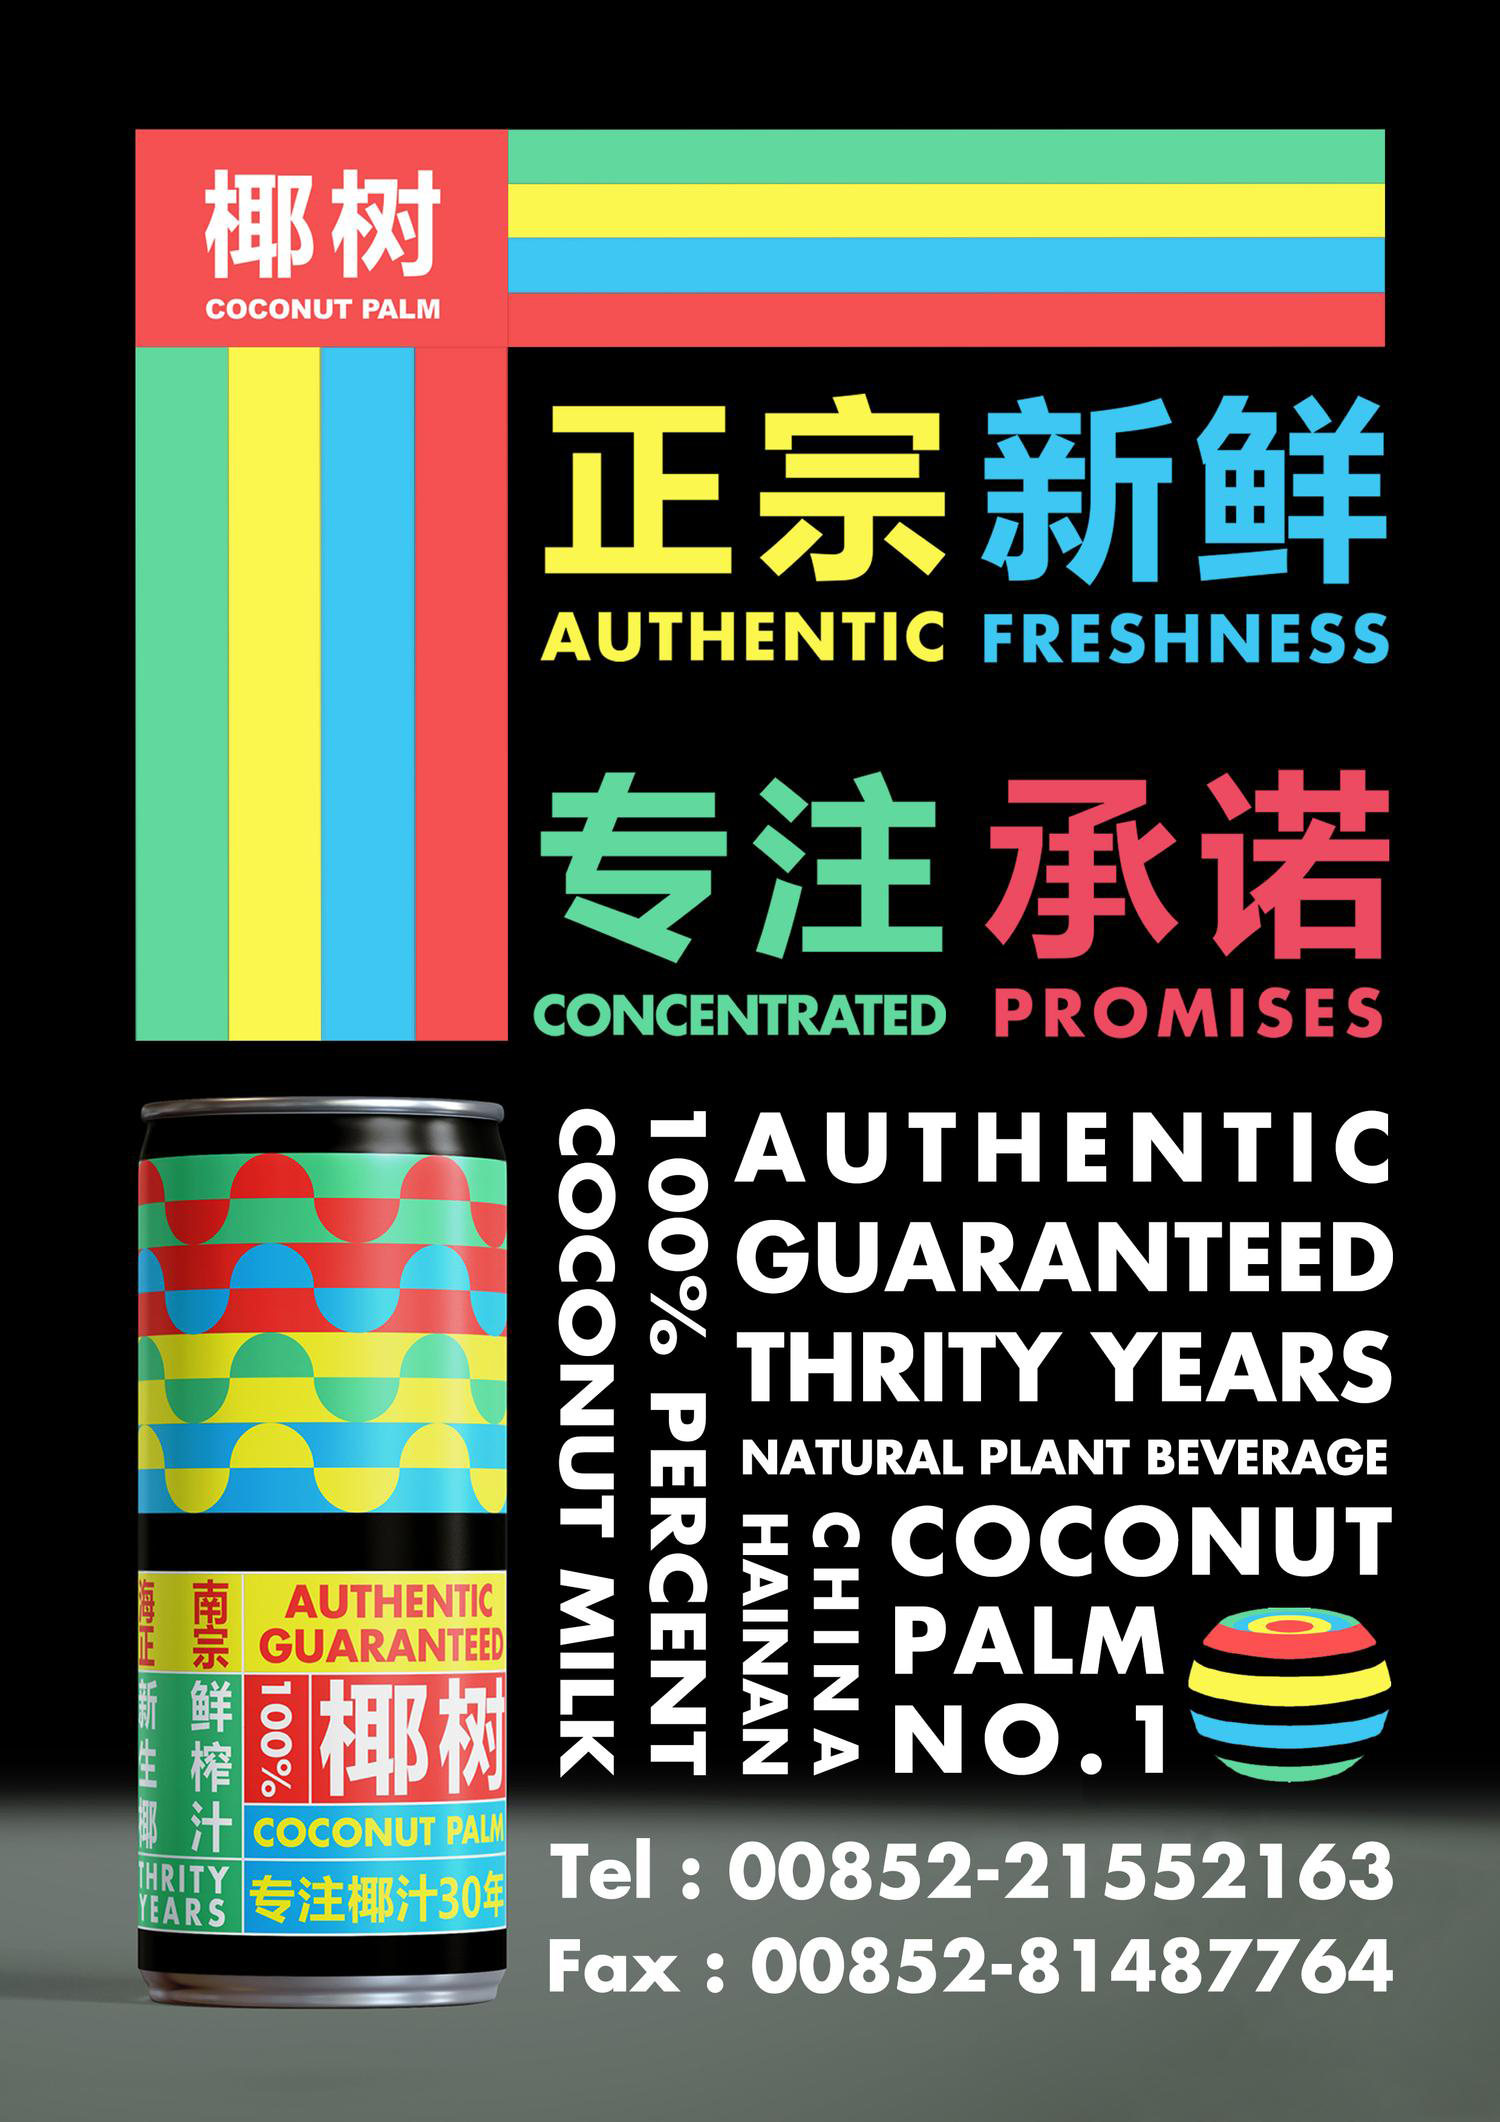 椰树
COCONUT PALM
正宗 新鲜
AUTHENTIC FRESHNESS
专注 承诺
CONCENTRATED PROMISES
COCONUT MILK
100% PERCENT
AUTHENTIC
GUARANTEED
THRITY YEARS
NATURAL PLANT BEVERAGE
HAINAN
CHINA
COCONUT
PALM
NO.1
Tel : 00852-21552163
Fax : 00852-81487764
海南
正宗
AUTHENTIC
GUARANTEED
新鲜
生榨
椰汁
100%
椰树
COCONUT PALM
THRITY
YEARS
专注椰汁30年